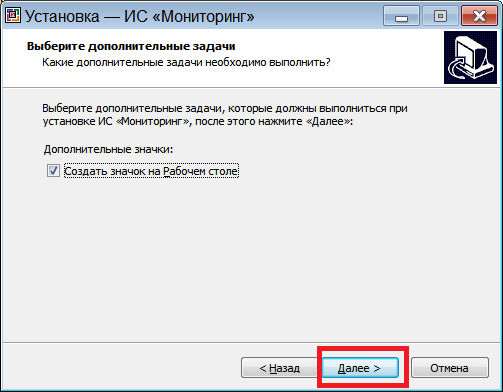 Установка — ИС «Мониторинг»
Выберите дополнительные задачи
Какие дополнительные задачи необходимо выполнить?
Выберите дополнительные задачи, которые должны выполниться при
установке ИС «Мониторинг», после этого нажмите «Далее»:
Дополнительные значки:
Создать значок на Рабочем столе
< Назад
Далее >
Отмена